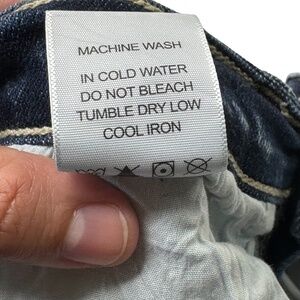 MACHINE WASH
IN COLD WATER
DO NOT BLEACH
TUMBLE DRY LOW
COOL IRON